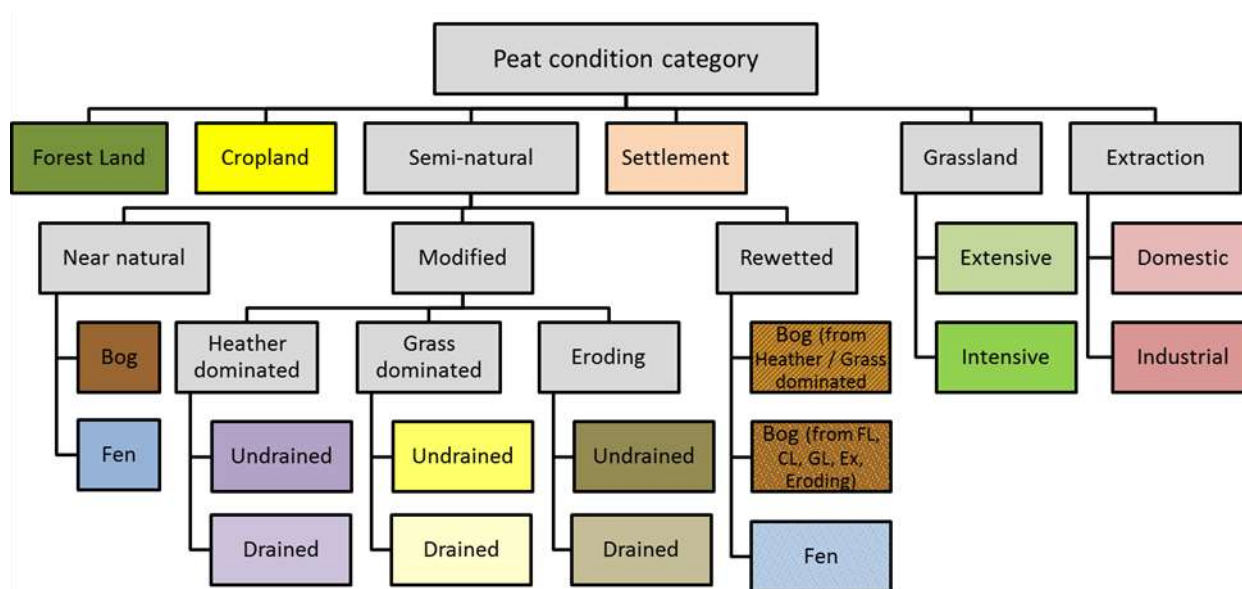 Peat condition category
Forest Land
Cropland
Semi-natural
Settlement
Grassland
Extraction
Near natural
Modified
Rewetted
Extensive
Domestic
Bog
Heather
dominated
Grass
dominated
Eroding
Bog (from
Heather / Grass
dominated
Intensive
Industrial
Fen
Undrained
Undrained
Undrained
Bog (from FL,
CL, GL, Ex,
Eroding)
Drained
Drained
Drained
Fen